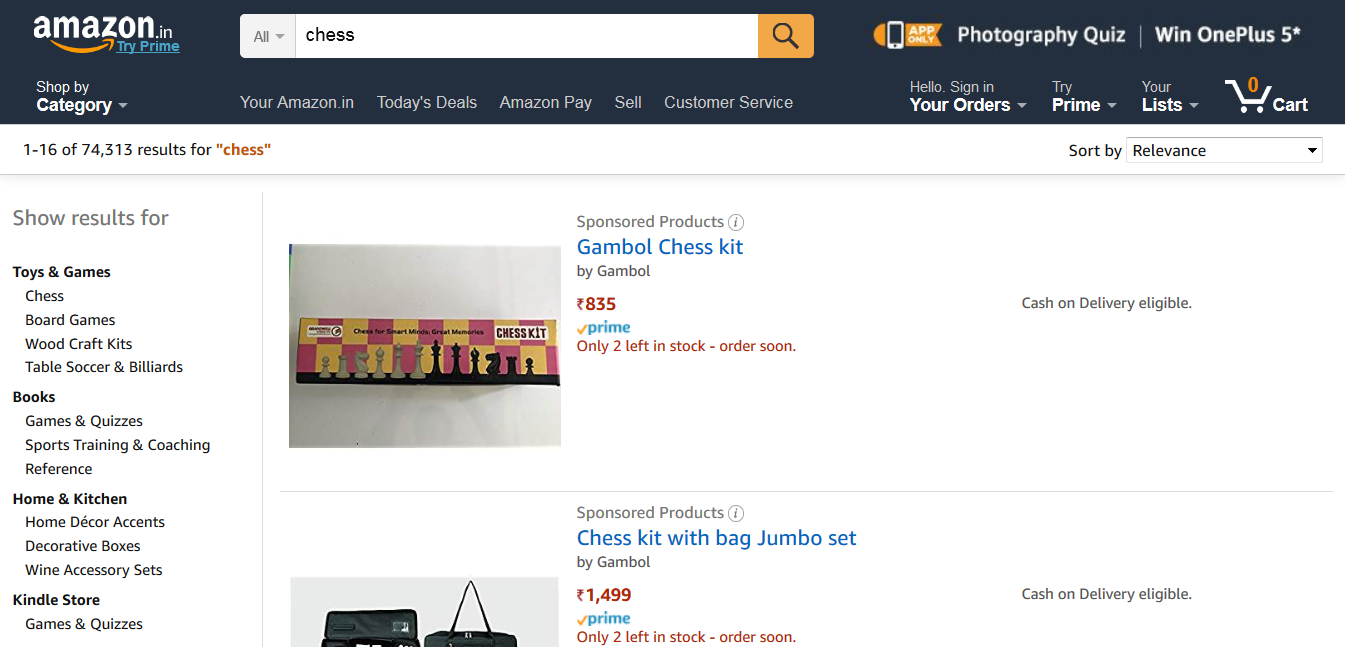 amazon.in
Try Prime
All
chess
APP ONLY
Photography Quiz | Win OnePlus 5*
Shop by
Category
Your Amazon.in
Today's Deals
Amazon Pay
Sell
Customer Service
Hello. Sign in
Your Orders
Try
Prime
Your
Lists
0
Cart
1-16 of 74,313 results for "chess"
Sort by Relevance
Show results for
Toys & Games
Chess
Board Games
Wood Craft Kits
Table Soccer & Billiards
Books
Games & Quizzes
Sports Training & Coaching
Reference
Home & Kitchen
Home Décor Accents
Decorative Boxes
Wine Accessory Sets
Kindle Store
Games & Quizzes
Chess for Smart Minds, Great Memories
CHESS KIT
Sponsored Products
Gambol Chess kit
by Gambol
₹835
prime
Only 2 left in stock - order soon.
Cash on Delivery eligible.
Sponsored Products
Chess kit with bag Jumbo set
by Gambol
₹1,499
prime
Only 2 left in stock - order soon.
Cash on Delivery eligible.